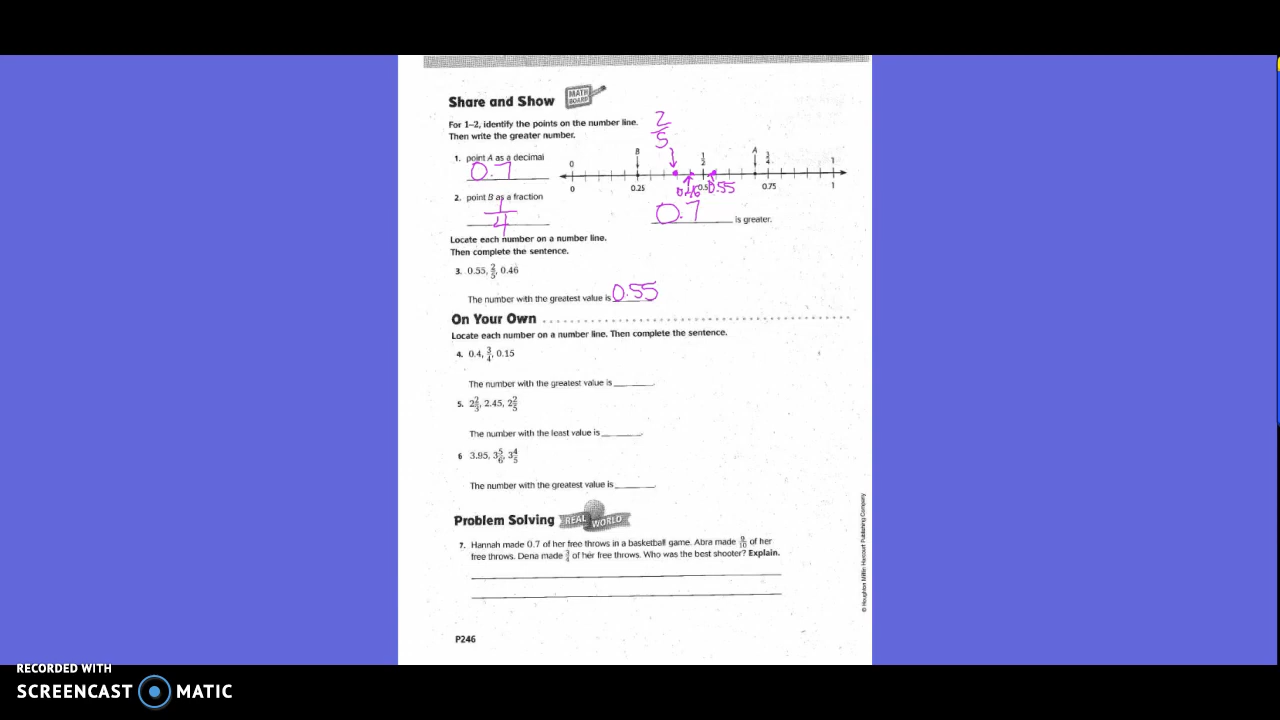 Share and Show MATH BOARD
For 1–2, identify the points on the number line.
Then write the greater number.
2/5
1. point A as a decimal
0.7
0 B 1/2 A 3/4 1
0 0.25 0.46 0.5 0.55 0.75 1
2. point B as a fraction
1/4
0.7 is greater.
Locate each number on a number line.
Then complete the sentence.
3. 0.55, 2/5, 0.46
The number with the greatest value is 0.55
On Your Own
Locate each number on a number line. Then complete the sentence.
4. 0.4, 3/4, 0.15
The number with the greatest value is ______.
5. 2 2/3, 2.45, 2 2/5
The number with the least value is ______.
6 3.95, 3 5/6, 3 4/5
The number with the greatest value is ______.
Problem Solving REAL WORLD
7. Hannah made 0.7 of her free throws in a basketball game. Abra made 9/10 of her
free throws. Dena made 3/4 of her free throws. Who was the best shooter? Explain.
© Houghton Mifflin Harcourt Publishing Company
P246
RECORDED WITH
SCREENCAST MATIC